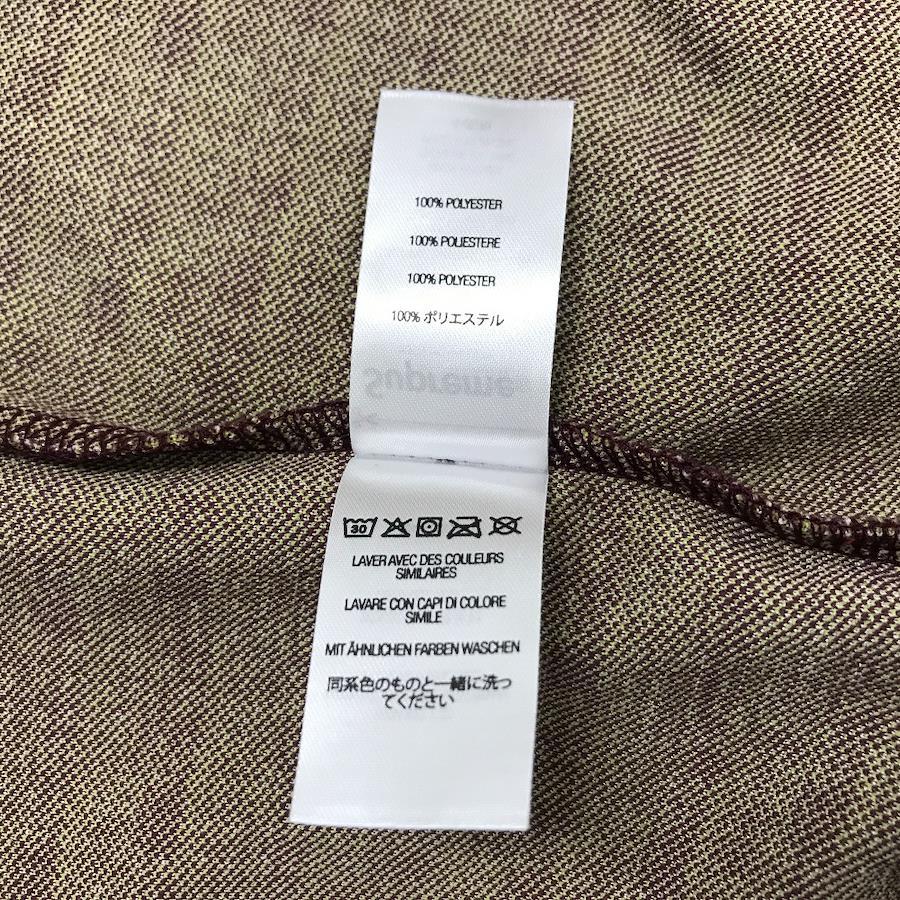 100% POLYESTER
100% POLIESTERE
100% POLYESTER
100% ポリエステル
Supreme
30
LAVER AVEC DES COULEURS
SIMILAIRES
LAVARE CON CAPI DI COLORE
SIMILE
MIT ÄHNLICHEN FARBEN WASCHEN
同系色のものと一緒に洗っ
てください